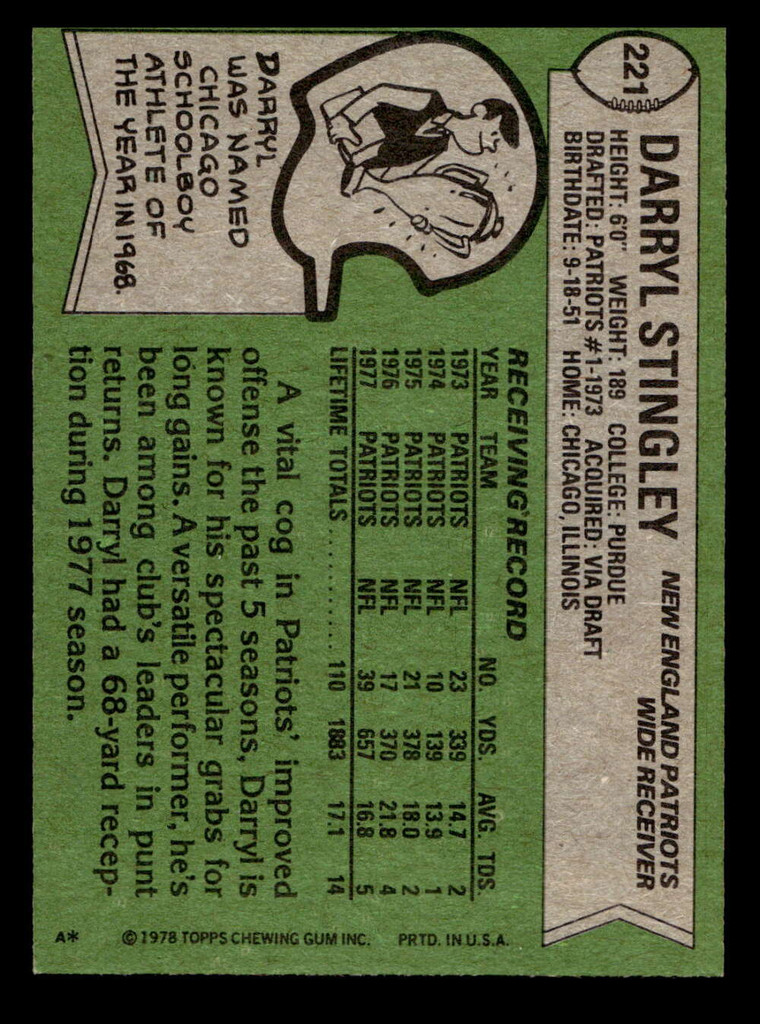 221
DARRYL STINGLEY
NEW ENGLAND PATRIOTS
WIDE RECEIVER
HEIGHT: 6'0" WEIGHT: 189 COLLEGE: PURDUE
DRAFTED: PATRIOTS #1-1973 ACQUIRED: VIA DRAFT
BIRTHDATE: 9-18-51 HOME: CHICAGO, ILLINOIS
DARRYL
WAS NAMED
CHICAGO
SCHOOLBOY
ATHLETE OF
THE YEAR IN 1968.
RECEIVING RECORD
YEAR TEAM NO. YDS. AVG. TDS.
1973 PATRIOTS NFL 23 339 14.7 2
1974 PATRIOTS NFL 10 139 13.9 1
1975 PATRIOTS NFL 21 378 18.0 2
1976 PATRIOTS NFL 17 370 21.8 4
1977 PATRIOTS NFL 39 657 16.8 5
LIFETIME TOTALS ............ 110 1883 17.1 14
A vital cog in Patriots' improved
offense the past 5 seasons, Darryl is
known for his spectacular grabs for
long gains. A versatile performer, he's
been among club's leaders in punt
returns. Darryl had a 68-yard recep-
tion during 1977 season.
A* © 1978 TOPPS CHEWING GUM INC. PRTD. IN U.S.A.